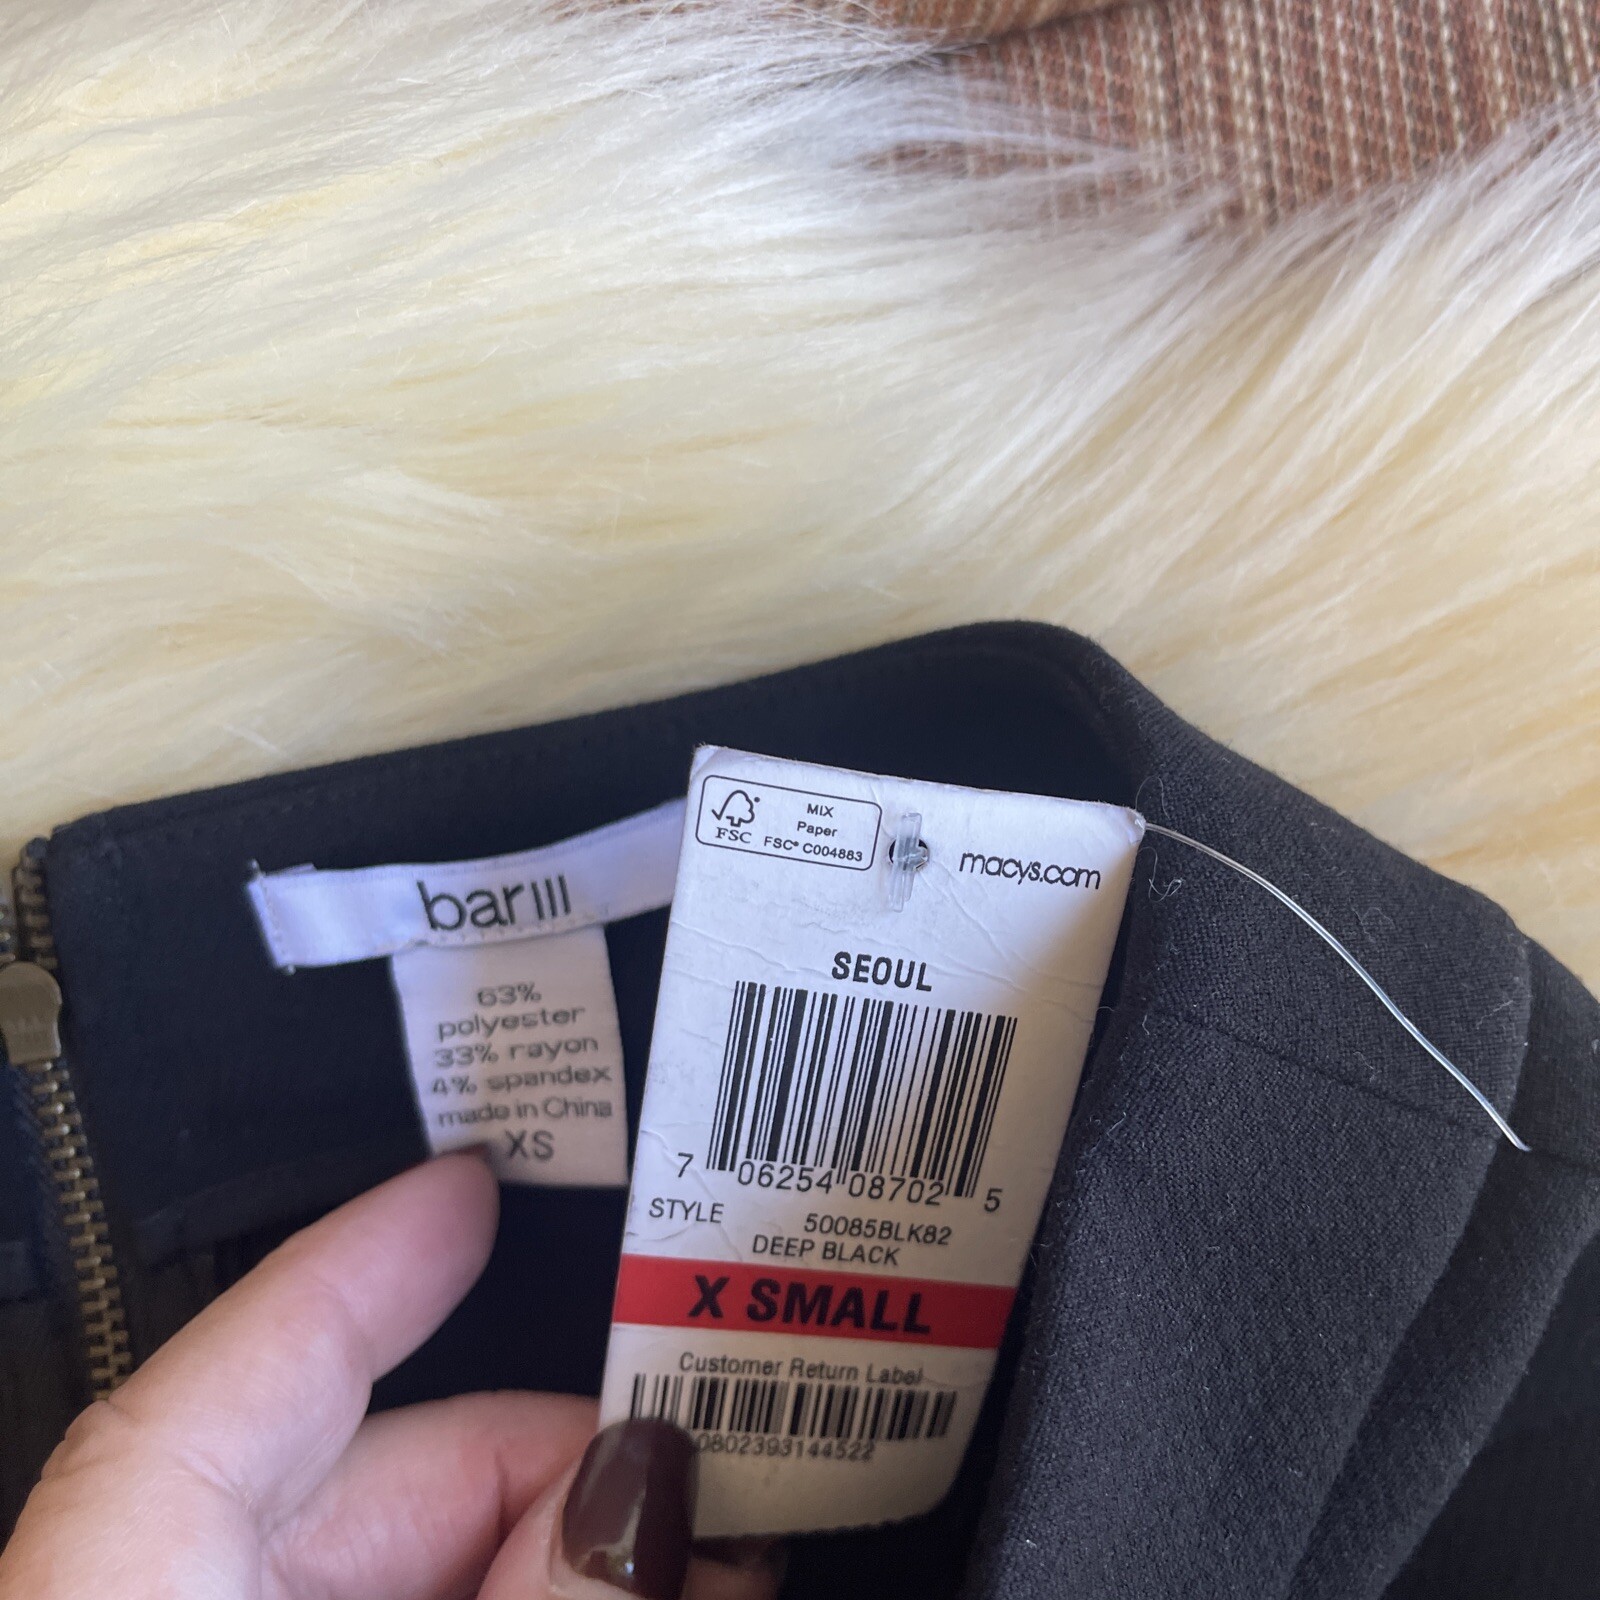 bar III
63%
polyester
33% rayon
4% spandex
made in China
XS
FSC
MIX
Paper
FSC® C004883
macys.com
SEOUL
7 06254 08702 5
STYLE 50085BLK82
DEEP BLACK
X SMALL
Customer Return Label
0802393144522